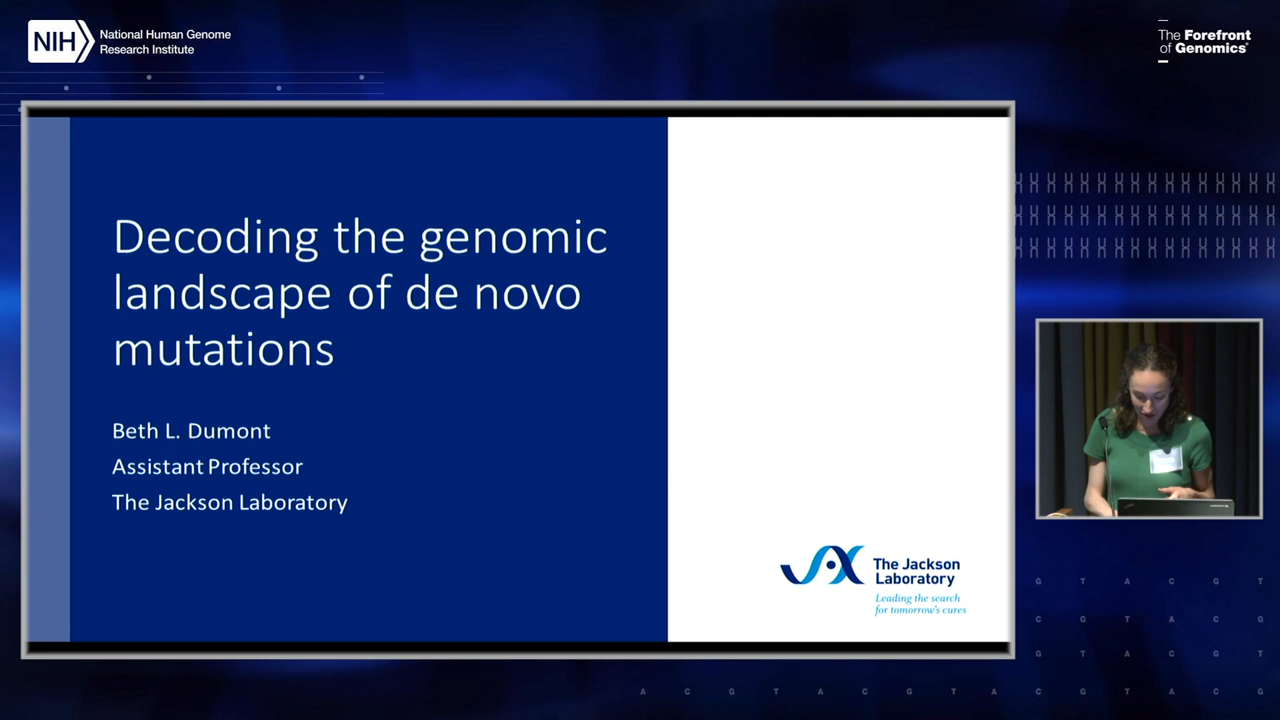 NIH
National Human Genome
Research Institute
The Forefront
of Genomics®
Decoding the genomic
landscape of de novo
mutations
Beth L. Dumont
Assistant Professor
The Jackson Laboratory
The Jackson
Laboratory
Leading the search
for tomorrow's cures
G T A C G T
C G T A C G
G T A C G T
A C G T A C G T A C G T A C G